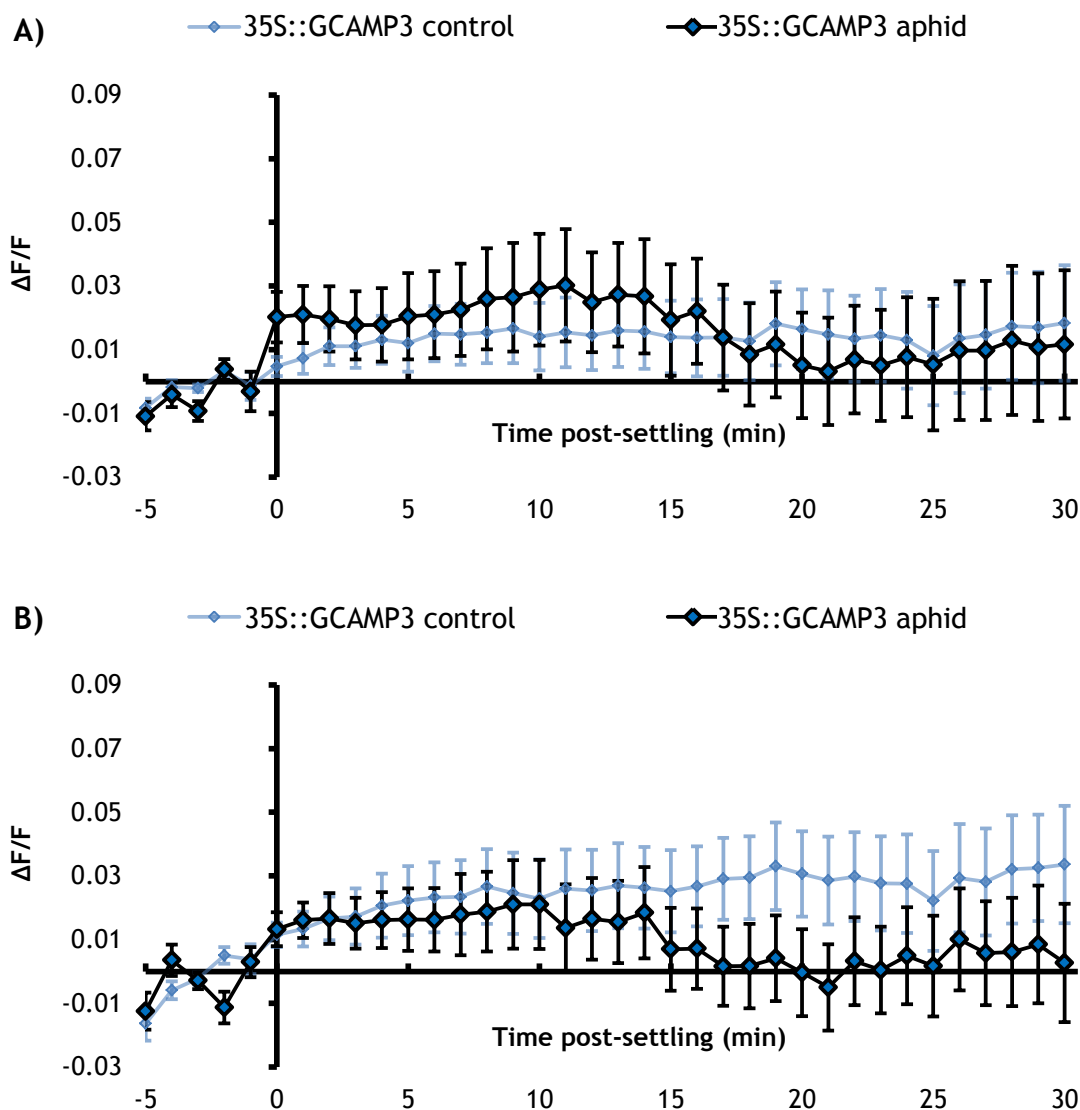 A)
35S::GCAMP3 control 35S::GCAMP3 aphid
0.09
0.07
0.05
0.03
0.01
-0.01
-0.03
ΔF/F
Time post-settling (min)
-5 0 5 10 15 20 25 30
B)
35S::GCAMP3 control 35S::GCAMP3 aphid
0.09
0.07
0.05
0.03
0.01
-0.01
-0.03
ΔF/F
Time post-settling (min)
-5 0 5 10 15 20 25 30